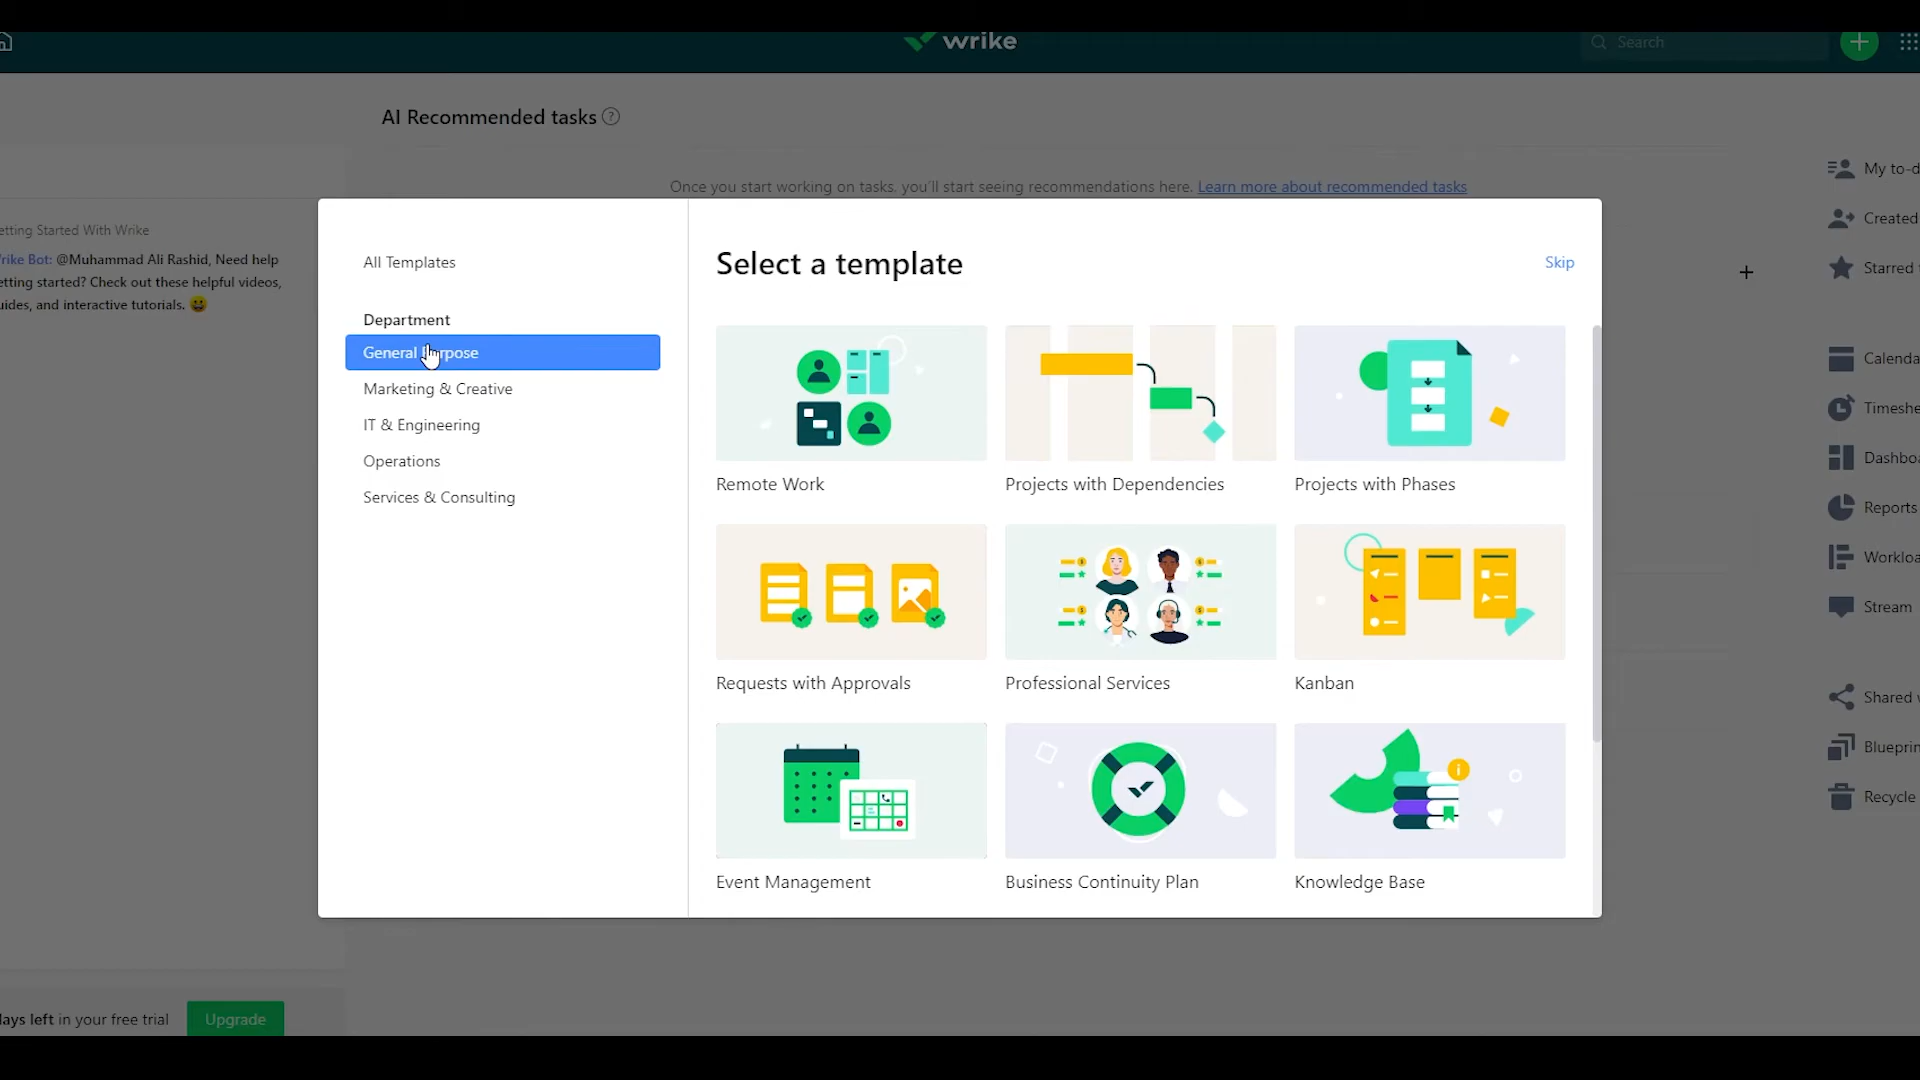 wrike
Search
AI Recommended tasks
Once you start working on tasks, you'll start seeing recommendations here. Learn more about recommended tasks
etting Started With Wrike
rike Bot: @Muhammad Ali Rashid, Need help
etting started? Check out these helpful videos,
uides, and interactive tutorials.
All Templates
Department
General Purpose
Marketing & Creative
IT & Engineering
Operations
Services & Consulting
Select a template
Skip
Remote Work
Projects with Dependencies
Projects with Phases
Requests with Approvals
Professional Services
Kanban
Event Management
Business Continuity Plan
Knowledge Base
My to-d
Created
Starred
Calenda
Timeshe
Dashboa
Reports
Workloa
Stream
Shared
Blueprin
Recycle
days left in your free trial
Upgrade